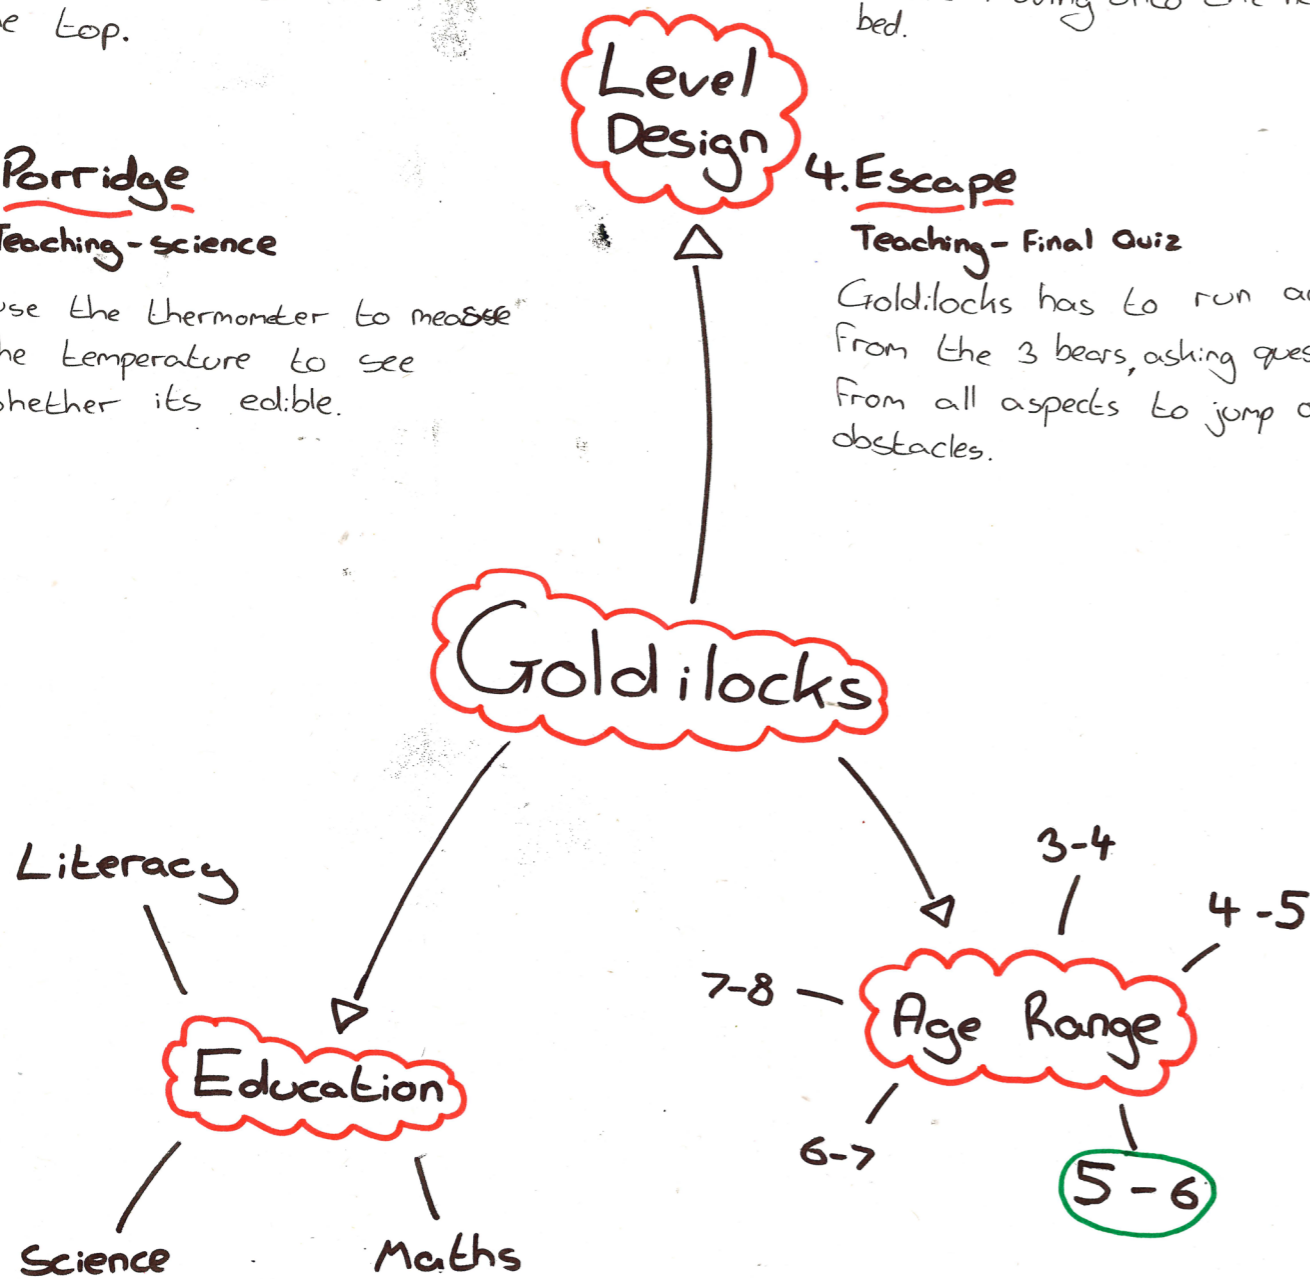 top.
bed.
Level
Design
Porridge
Teaching - science
use the thermometer to
the temperature to see
whether its edible.
4. Escape
Teaching - Final Quiz
Goldilocks has to run
From the 3 bears, asking
From all aspects to jump
obstacles.
Goldilocks
Literacy
Education
Science
Maths
3-4
4-5
7-8
Age Range
6-7
5-6